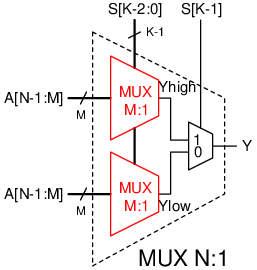 S[K-2:0] S[K-1]
K-1
Yhigh
MUX
M:1
A[N-1:M]
M
1
0
Y
MUX
M:1
A[N-1:M]
M
Ylow
MUX N:1